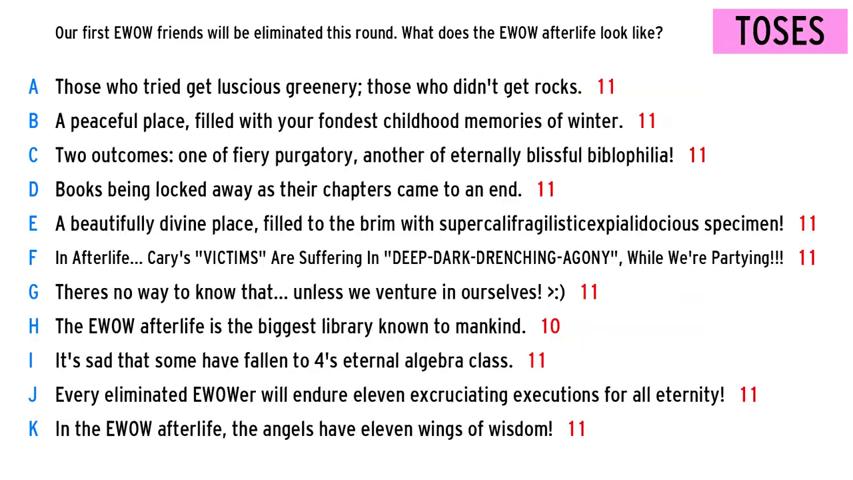 Our first EWOW friends will be eliminated this round. What does the EWOW afterlife look like?
TOSES
A Those who tried get luscious greenery; those who didn't get rocks. 11
B A peaceful place, filled with your fondest childhood memories of winter. 11
C Two outcomes: one of fiery purgatory, another of eternally blissful biblophilia! 11
D Books being locked away as their chapters came to an end. 11
E A beautifully divine place, filled to the brim with supercalifragilisticexpialidocious specimen! 11
F In Afterlife... Cary's "VICTIMS" Are Suffering In "DEEP-DARK-DRENCHING-AGONY", While We're Partying!!! 11
G Theres no way to know that... unless we venture in ourselves! >:) 11
H The EWOW afterlife is the biggest library known to mankind. 10
I It's sad that some have fallen to 4's eternal algebra class. 11
J Every eliminated EWOWer will endure eleven excruciating executions for all eternity! 11
K In the EWOW afterlife, the angels have eleven wings of wisdom! 11